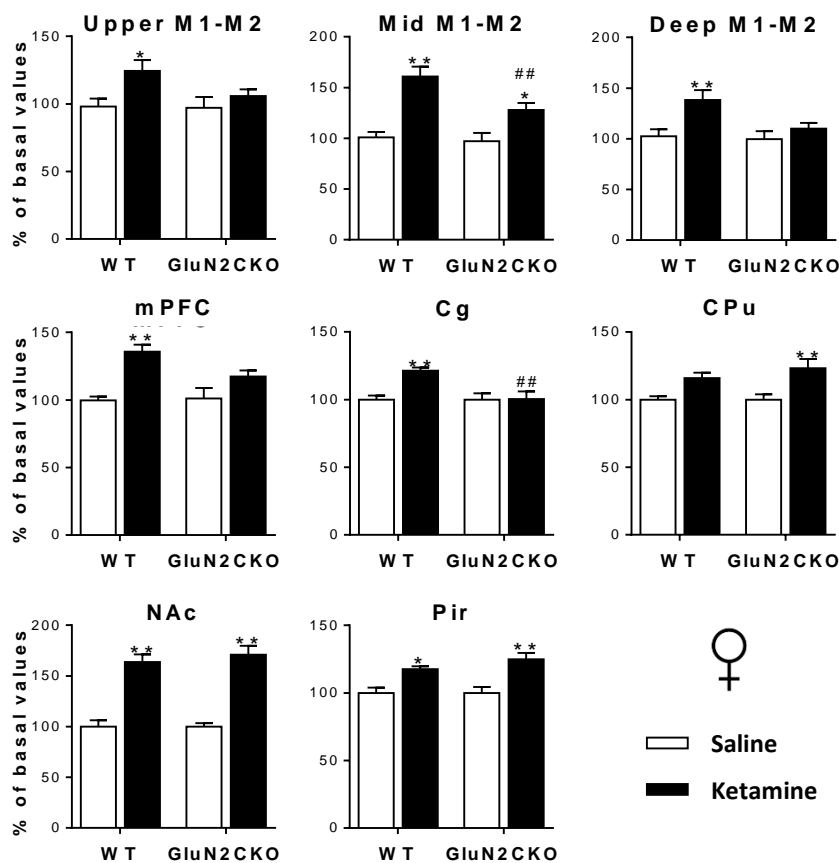 Upper M1-M2
% of basal values
150
100
50
0
*
WT GluN2CKO
Mid M1-M2
200
150
100
50
0
**
##
*
WT GluN2CKO
Deep M1-M2
200
150
100
50
0
**
WT GluN2CKO
mPFC
% of basal values
150
100
50
0
**
WT GluN2CKO
Cg
150
100
50
0
**
##
WT GluN2CKO
CPu
150
100
50
0
**
WT GluN2CKO
NAc
% of basal values
200
150
100
50
0
**
**
WT GluN2CKO
Pir
150
100
50
0
*
**
WT GluN2CKO
♀
Saline
Ketamine